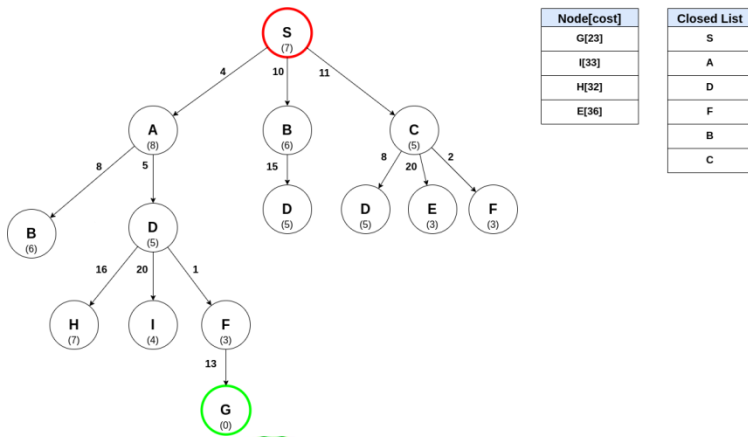 S
(7)
4
10
11
A
(8)
B
(6)
C
(5)
8
5
15
8
20
2
B
(6)
D
(5)
D
(5)
D
(5)
E
(3)
F
(3)
16
20
1
H
(7)
I
(4)
F
(3)
13
G
(0)
Node[cost]
G[23]
I[33]
H[32]
E[36]
Closed List
S
A
D
F
B
C